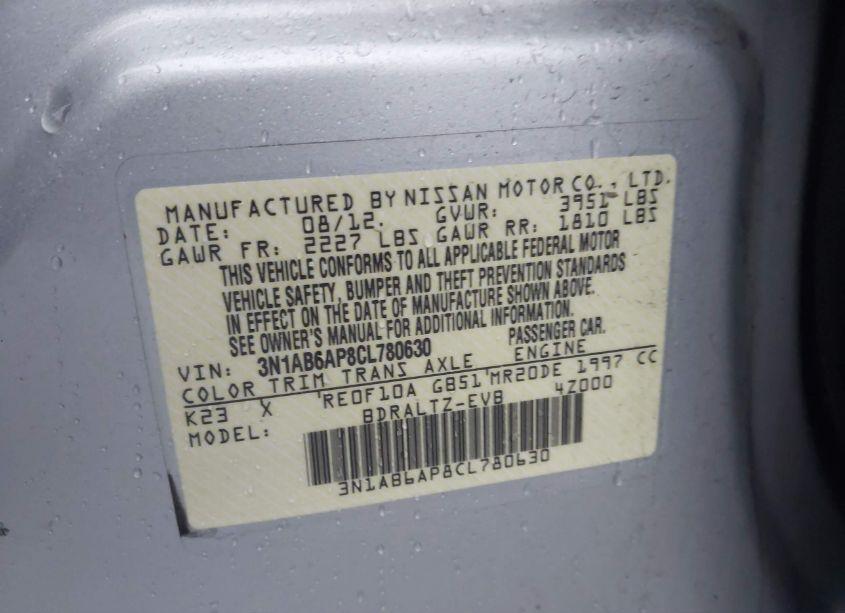 MANUFACTURED BY NISSAN MOTOR CO., LTD.
DATE: 08/12. GVWR: 3951 LBS
GAWR FR: 2227 LBS GAWR RR: 1810 LBS
THIS VEHICLE CONFORMS TO ALL APPLICABLE FEDERAL MOTOR
VEHICLE SAFETY, BUMPER AND THEFT PREVENTION STANDARDS
IN EFFECT ON THE DATE OF MANUFACTURE SHOWN ABOVE.
SEE OWNER'S MANUAL FOR ADDITIONAL INFORMATION.
VIN: 3N1AB6AP8CL780630 PASSENGER CAR.
COLOR TRIM TRANS AXLE ENGINE
K23 X 'RE0F10A GB51'MR20DE 1997 CC
MODEL: BDRALTZ-EVB 4Z000
3N1AB6AP8CL780630